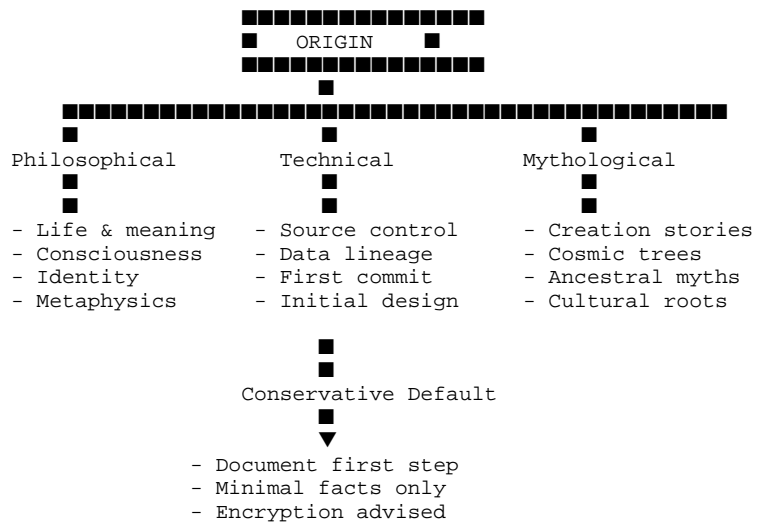 ORIGIN
Philosophical Technical Mythological
- Life & meaning - Source control - Creation stories
- Consciousness - Data lineage - Cosmic trees
- Identity - First commit - Ancestral myths
- Metaphysics - Initial design - Cultural roots
Conservative Default
- Document first step
- Minimal facts only
- Encryption advised